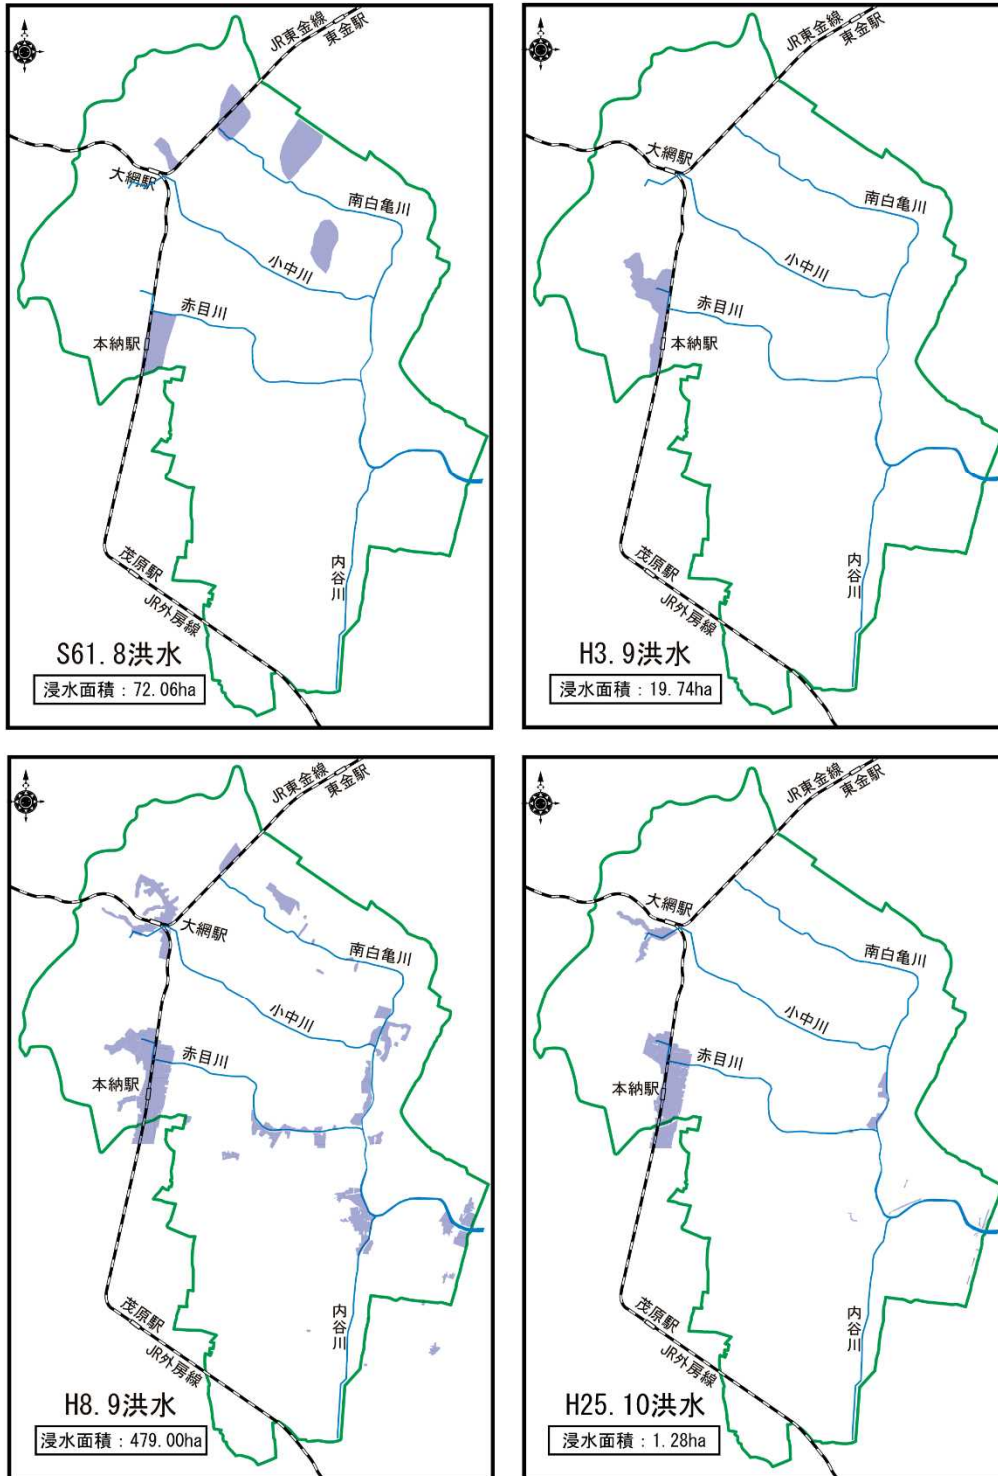 JR東金線
東金駅
大網駅
南白亀川
小中川
赤目川
本納駅
内谷川
茂原駅
JR外房線
S61.8洪水
浸水面積：72.06ha
JR東金線
東金駅
大網駅
南白亀川
小中川
赤目川
本納駅
内谷川
茂原駅
JR外房線
H3.9洪水
浸水面積：19.74ha
JR東金線
東金駅
大網駅
南白亀川
小中川
赤目川
本納駅
内谷川
茂原駅
JR外房線
H8.9洪水
浸水面積：479.00ha
JR東金線
東金駅
大網駅
南白亀川
小中川
赤目川
本納駅
内谷川
茂原駅
JR外房線
H25.10洪水
浸水面積：1.28ha